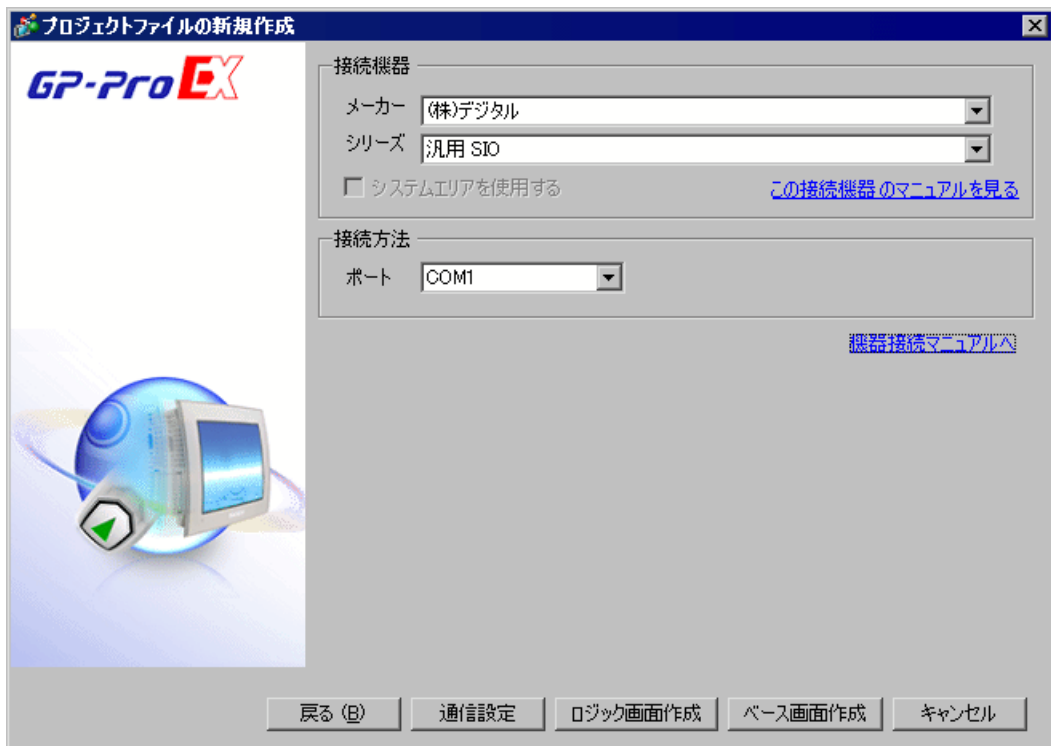 プロジェクトファイルの新規作成
GP-Pro EX
接続機器
メーカー (株)デジタル
シリーズ 汎用 SIO
システムエリアを使用する この接続機器のマニュアルを見る
接続方法
ポート COM1
機器接続マニュアルへ
戻る (B) 通信設定 ロジック画面作成 ベース画面作成 キャンセル